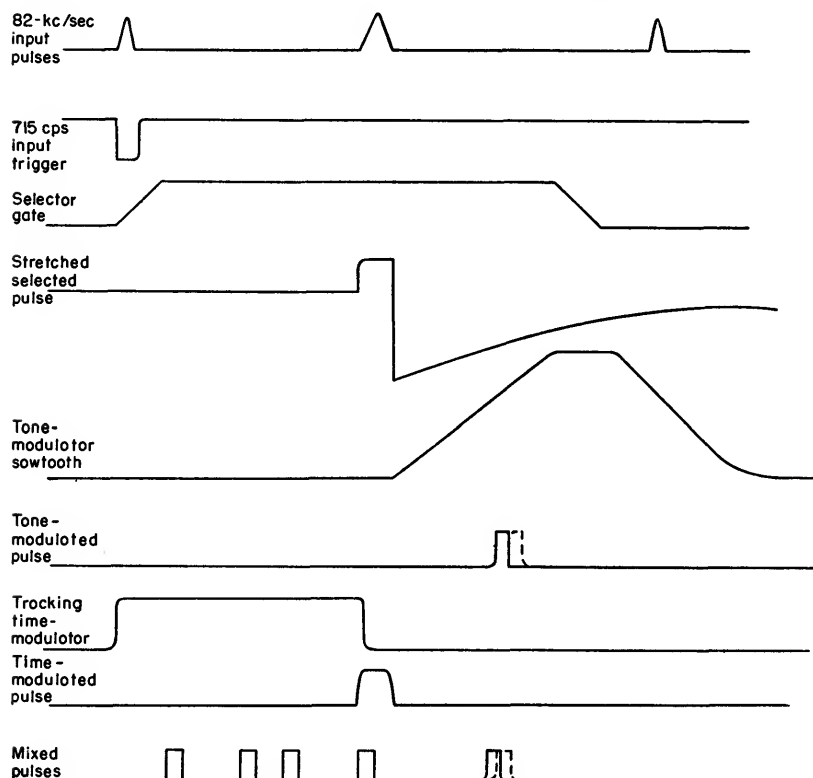 82-kc/sec
input
pulses
715 cps
input
trigger
Selector
gate
Stretched
selected
pulse
Tone-
modulotor
sowtooth
Tone-
moduloted
pulse
Trocking
time-
modulotor
Time-
moduloted
pulse
Mixed
pulses